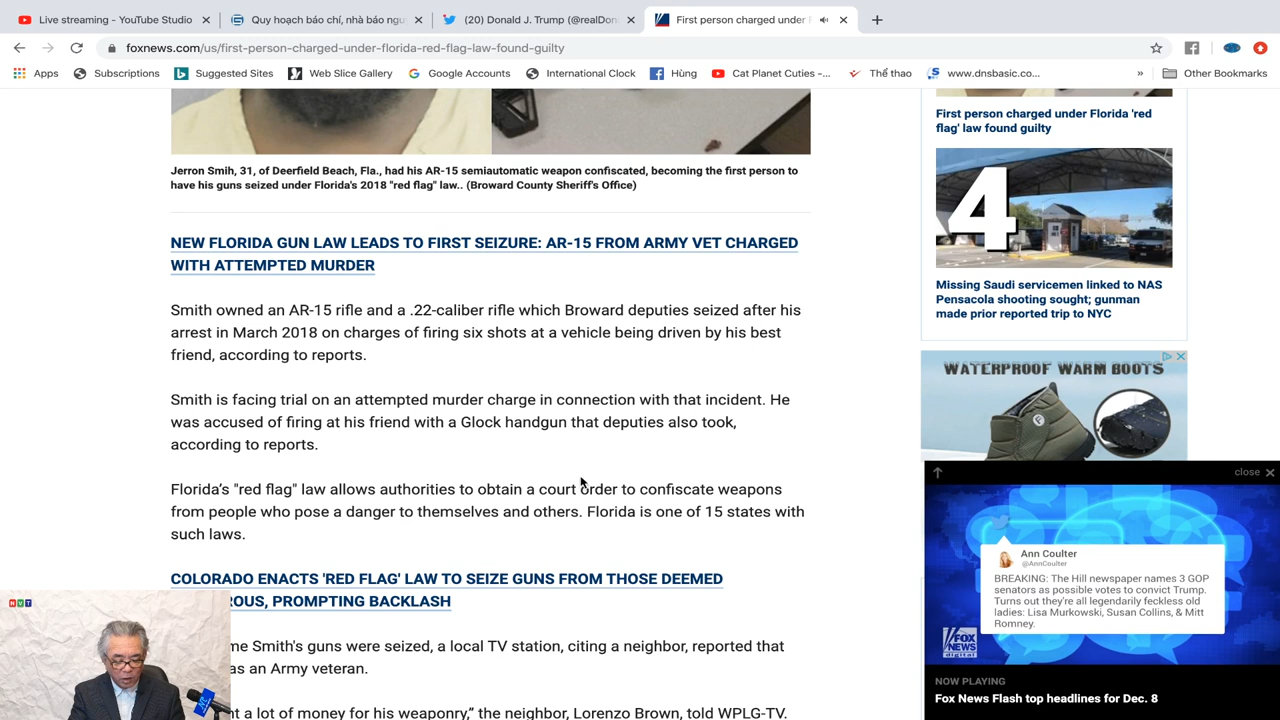 Live streaming - YouTube Studio
Quy hoạch báo chí, nhà báo ngu
(20) Donald J. Trump (@realDon
First person charged under
foxnews.com/us/first-person-charged-under-florida-red-flag-law-found-guilty
Apps
Subscriptions
Suggested Sites
Web Slice Gallery
Google Accounts
International Clock
Hùng
Cat Planet Cuties -...
Thể thao
www.dnsbasic.co...
»
Other Bookmarks
Jerron Smih, 31, of Deerfield Beach, Fla., had his AR-15 semiautomatic weapon confiscated, becoming the first person to
have his guns seized under Florida's 2018 "red flag" law.. (Broward County Sheriff's Office)
NEW FLORIDA GUN LAW LEADS TO FIRST SEIZURE: AR-15 FROM ARMY VET CHARGED
WITH ATTEMPTED MURDER
Smith owned an AR-15 rifle and a .22-caliber rifle which Broward deputies seized after his
arrest in March 2018 on charges of firing six shots at a vehicle being driven by his best
friend, according to reports.
Smith is facing trial on an attempted murder charge in connection with that incident. He
was accused of firing at his friend with a Glock handgun that deputies also took,
according to reports.
Florida's "red flag" law allows authorities to obtain a court order to confiscate weapons
from people who pose a danger to themselves and others. Florida is one of 15 states with
such laws.
COLORADO ENACTS 'RED FLAG' LAW TO SEIZE GUNS FROM THOSE DEEMED
ROUS, PROMPTING BACKLASH
me Smith's guns were seized, a local TV station, citing a neighbor, reported that
as an Army veteran.
t a lot of money for his weaponry," the neighbor, Lorenzo Brown, told WPLG-TV.
First person charged under Florida 'red
flag' law found guilty
4
Missing Saudi servicemen linked to NAS
Pensacola shooting sought; gunman
made prior reported trip to NYC
WATERPROOF WARM BOOTS
close
Ann Coulter
@AnnCoulter
BREAKING: The Hill newspaper names 3 GOP
senators as possible votes to convict Trump.
Turns out they're all legendarily feckless old
ladies: Lisa Murkowski, Susan Collins, & Mitt
Romney.
FOX
NEWS
digital
NOW PLAYING
Fox News Flash top headlines for Dec. 8
NVT